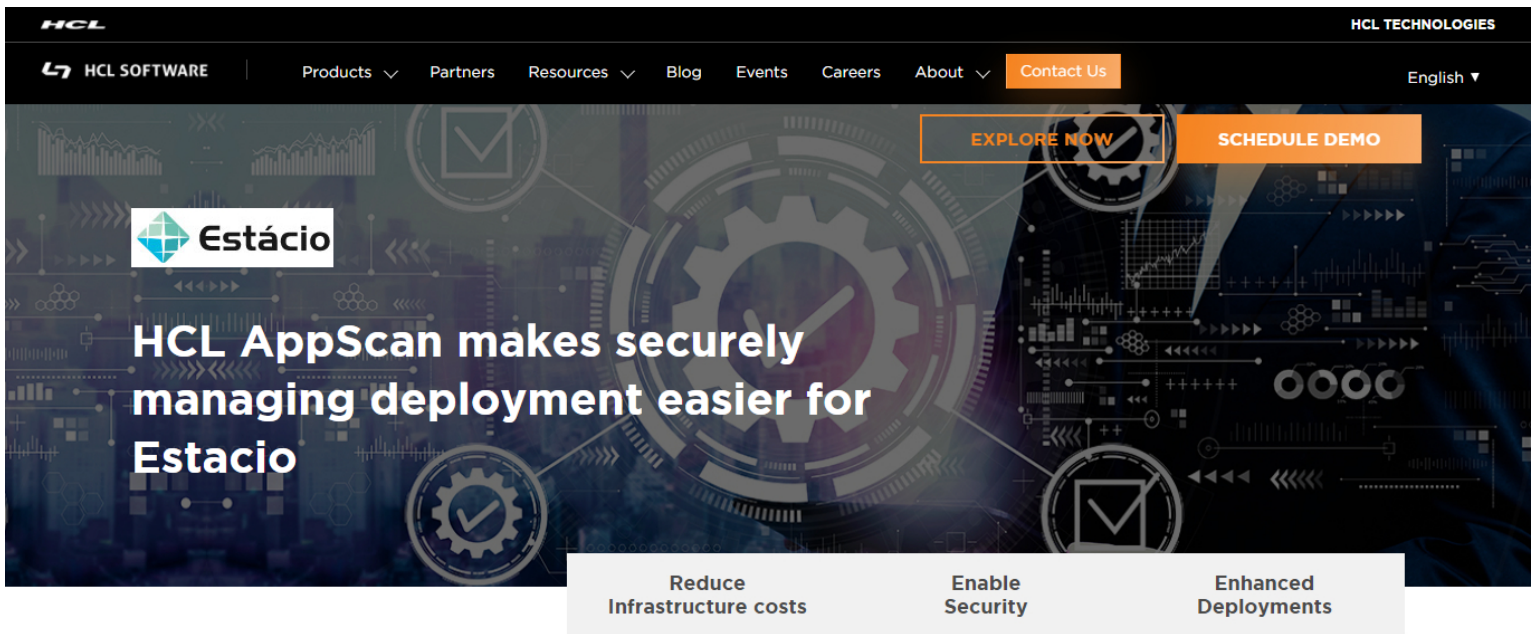 HCL
HCL TECHNOLOGIES
HCL SOFTWARE
Products Partners Resources Blog Events Careers About Contact Us
English ▼
EXPLORE NOW SCHEDULE DEMO
Estácio
HCL AppScan makes securely
managing deployment easier for
Estacio
Reduce
Infrastructure costs
Enable
Security
Enhanced
Deployments